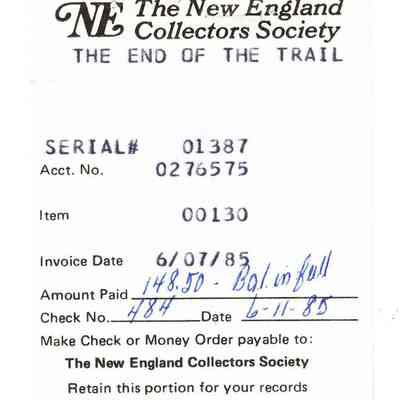 NE The New England
Collectors Society
THE END OF THE TRAIL
SERIAL# 01387
Acct. No. 0276575
Item 00130
Invoice Date 6/07/85
Amount Paid 148.50 - Bal. in full
Check No. 484 Date 6-11-85
Make Check or Money Order payable to:
The New England Collectors Society
Retain this portion for your records